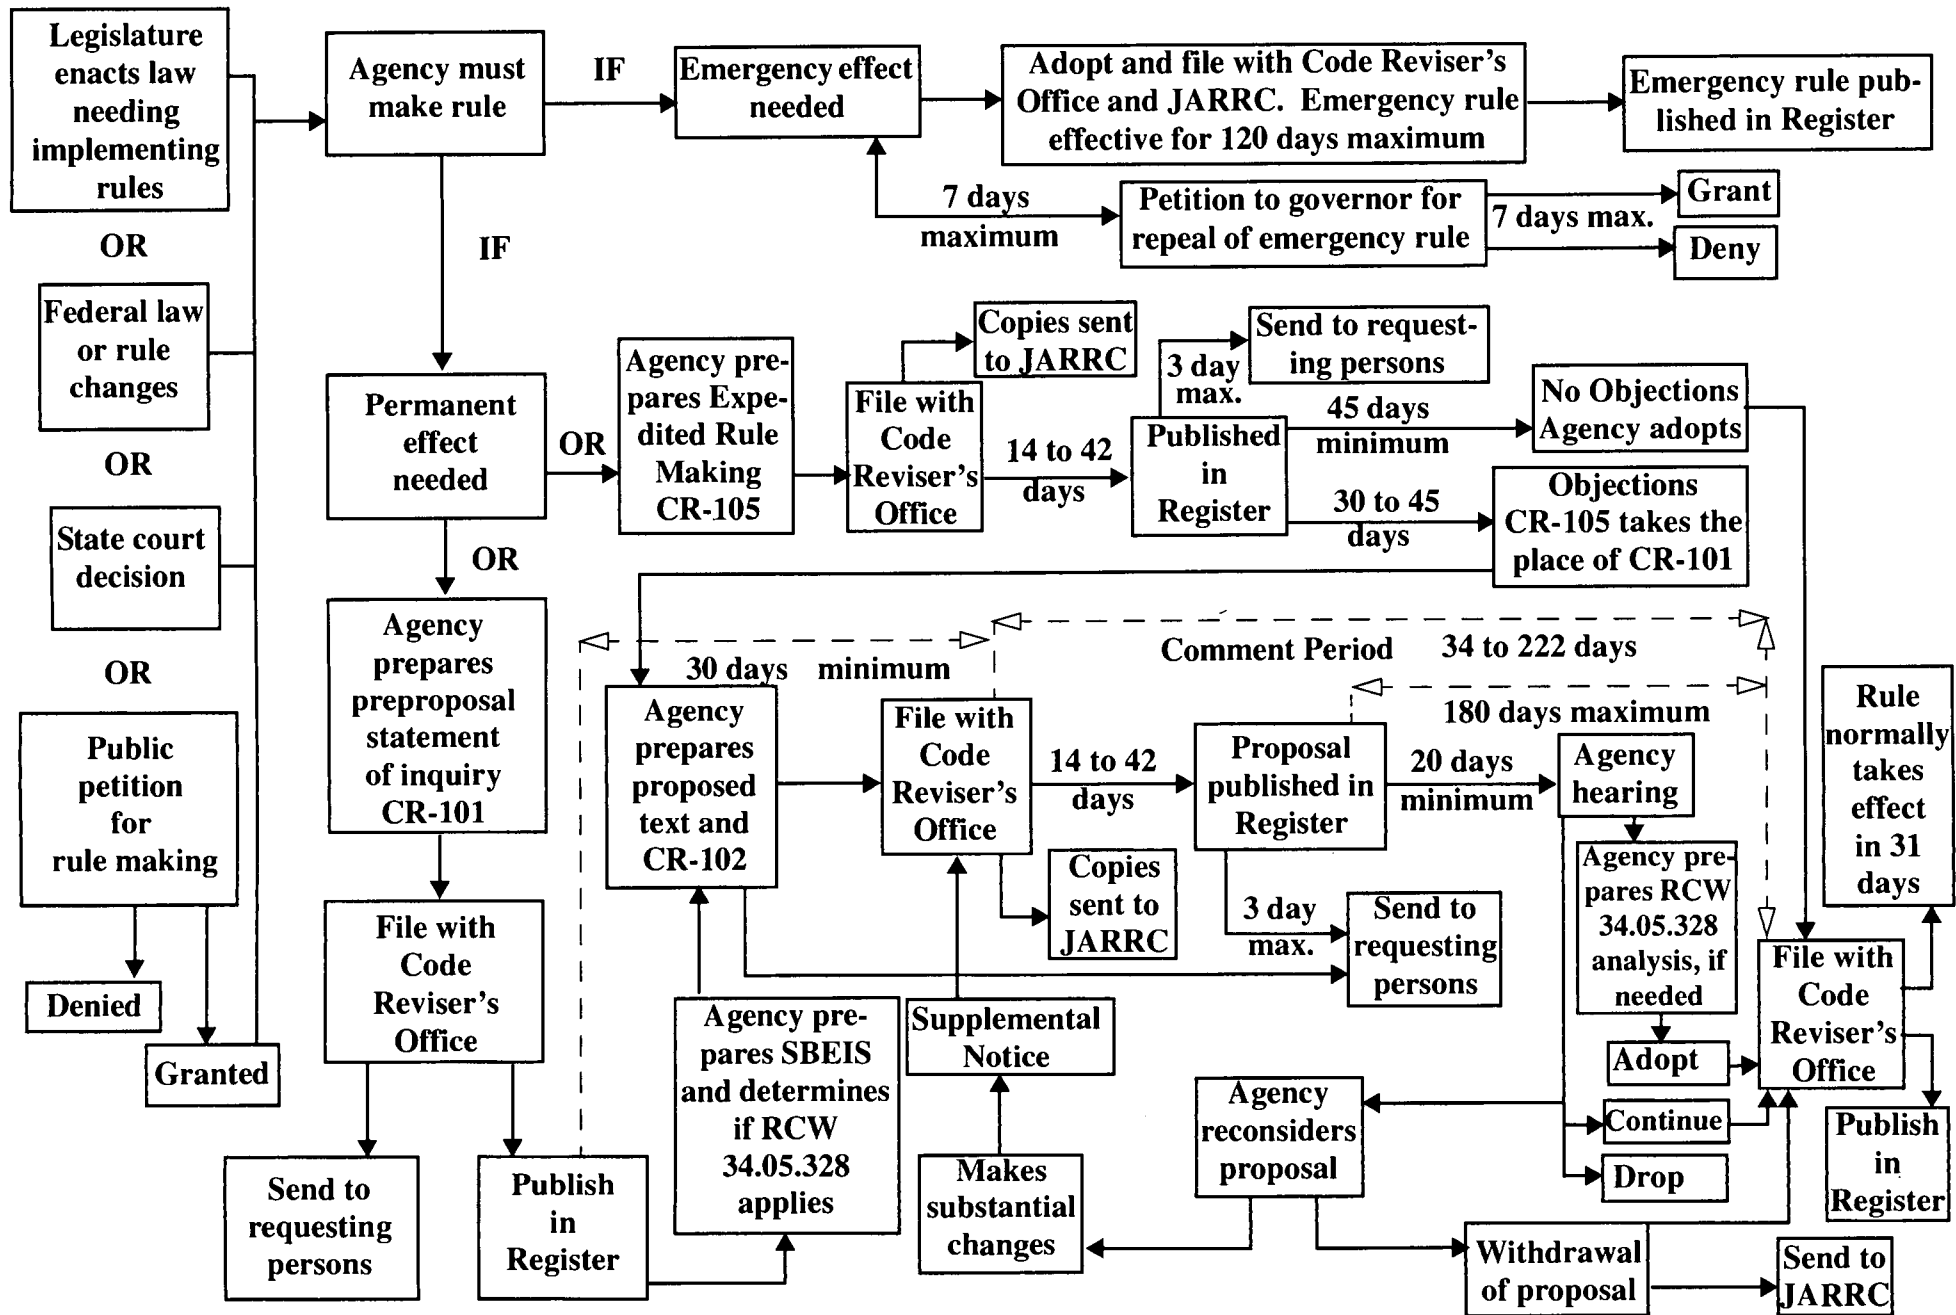 Legislature
enacts law
needing
implementing
rules
OR
Federal law
or rule
changes
OR
State court
decision
OR
Public
petition
for
rule making
Denied
Granted
Agency must
make rule
IF
Emergency effect
needed
Adopt and file with Code Reviser's
Office and JARRC. Emergency rule
effective for 120 days maximum
Emergency rule pub-
lished in Register
7 days
maximum
Petition to governor for
repeal of emergency rule
7 days max.
Grant
Deny
IF
Permanent
effect
needed
OR
Agency pre-
pares Expe-
dited Rule
Making
CR-105
File with
Code
Reviser's
Office
Copies sent
to JARRC
14 to 42
days
Published
in
Register
3 day
max.
Send to request-
ing persons
45 days
minimum
No Objections
Agency adopts
30 to 45
days
Objections
CR-105 takes the
place of CR-101
OR
Agency
prepares
preproposal
statement
of inquiry
CR-101
File with
Code
Reviser's
Office
Send to
requesting
persons
Publish
in
Register
30 days minimum
Agency
prepares
proposed
text and
CR-102
Agency pre-
pares SBEIS
and determines
if RCW
34.05.328
applies
File with
Code
Reviser's
Office
Copies
sent to
JARRC
Comment Period 34 to 222 days
14 to 42
days
Proposal
published in
Register
180 days maximum
20 days
minimum
3 day
max.
Send to
requesting
persons
Agency
hearing
Agency pre-
pares RCW
34.05.328
analysis, if
needed
Adopt
Continue
Drop
Agency
reconsiders
proposal
Makes
substantial
changes
Supplemental
Notice
Withdrawal
of proposal
Send to
JARRC
File with
Code
Reviser's
Office
Rule
normally
takes
effect
in 31
days
Publish
in
Register